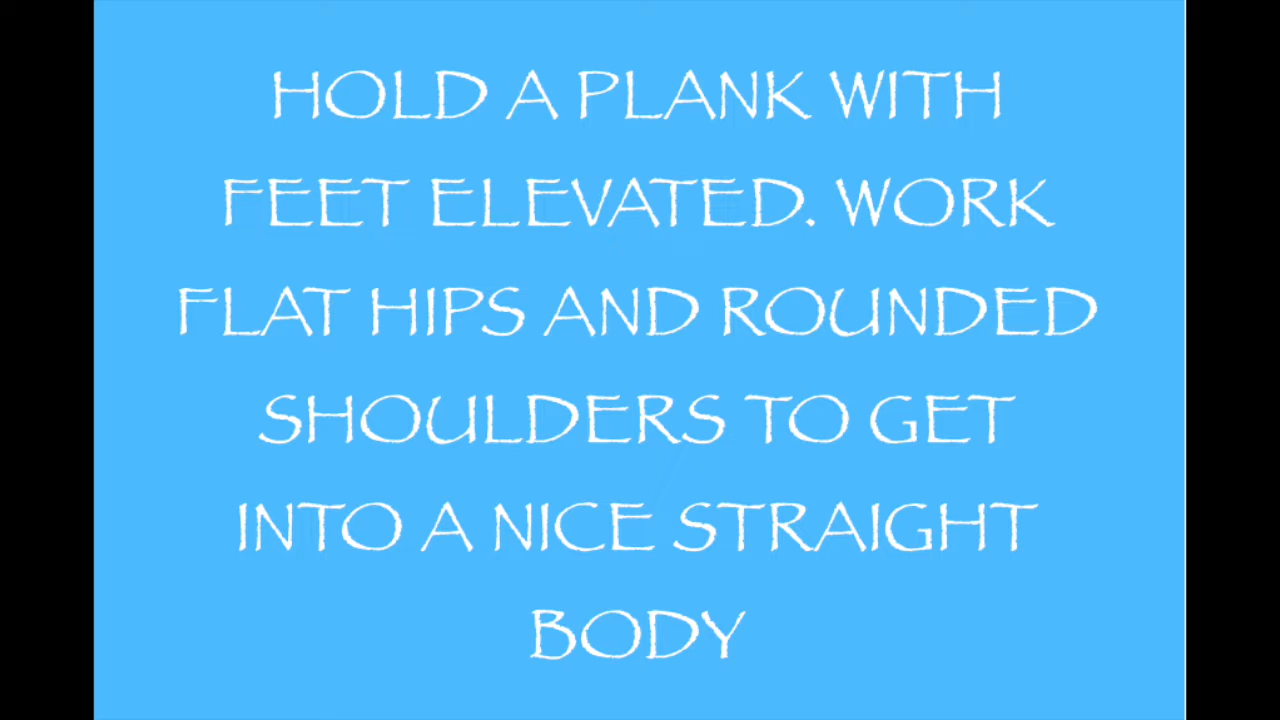 HOLD A PLANK WITH
FEET ELEVATED. WORK
FLAT HIPS AND ROUNDED
SHOULDERS TO GET
INTO A NICE STRAIGHT
BODY